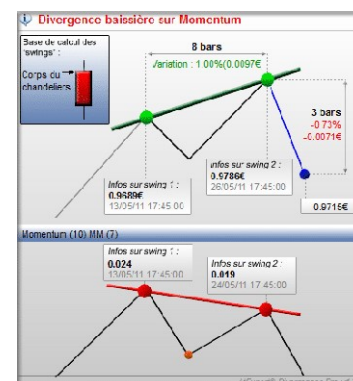 Divergence baissière sur Momentum
Base de calcul des
"swings" :
Corps du
chandeliers
8 bars
Variation : 1.00%(0.0097€
3 bars
-0.73%
-0.0071€
Infos sur swing 1 :
0.9689€
13/05/11 17:45:00
Infos sur swing 2 :
0.9786€
26/05/11 17:45:00
0.9715€
Momentum (10) MM (7)
Infos sur swing 1 :
0.024
13/05/11 17:45:00
Infos sur swing 2 :
0.019
24/05/11 17:45:00